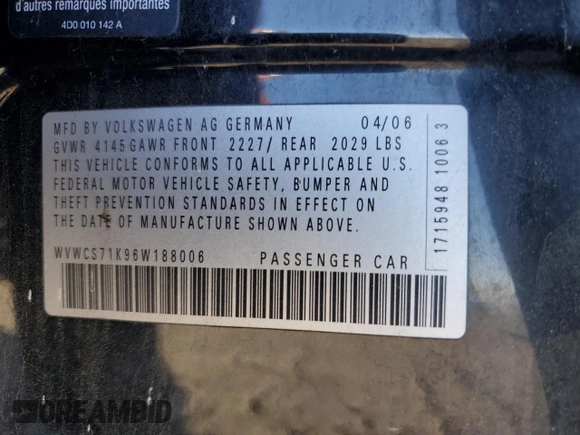 d'autres remarques importantes
4D0 010 142 A
MFD BY VOLKSWAGEN AG GERMANY 04/06
GVWR 4145 GAWR FRONT 2227/ REAR 2029 LBS
THIS VEHICLE CONFORMS TO ALL APPLICABLE U.S.
FEDERAL MOTOR VEHICLE SAFETY, BUMPER AND
THEFT PREVENTION STANDARDS IN EFFECT ON
THE DATE OF MANUFACTURE SHOWN ABOVE.
WVWCS71K96W188006 PASSENGER CAR
1715948 1006 3
DREAMBID